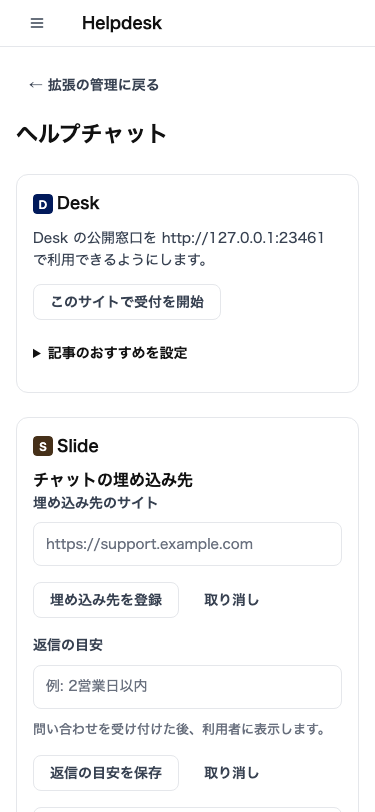 Helpdesk
← 拡張の管理に戻る
ヘルプチャット
D Desk
Desk の公開窓口を http://127.0.0.1:23461
で利用できるようにします。
このサイトで受付を開始
▶ 記事のおすすめを設定
S Slide
チャットの埋め込み先
埋め込み先のサイト
https://support.example.com
埋め込み先を登録 取り消し
返信の目安
例: 2営業日以内
問い合わせを受け付けた後、利用者に表示します。
返信の目安を保存 取り消し